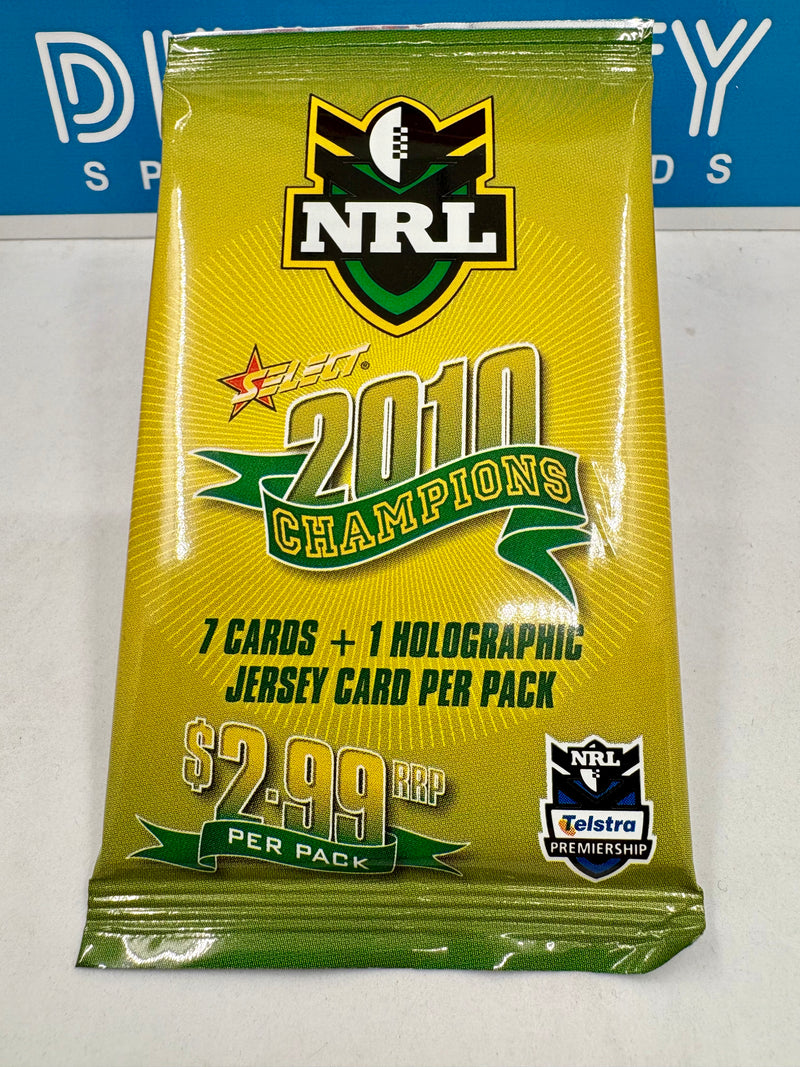 NRL
SELECT®
2010
CHAMPIONS
7 CARDS + 1 HOLOGRAPHIC
JERSEY CARD PER PACK
$2.99 RRP
PER PACK
NRL
Telstra
PREMIERSHIP